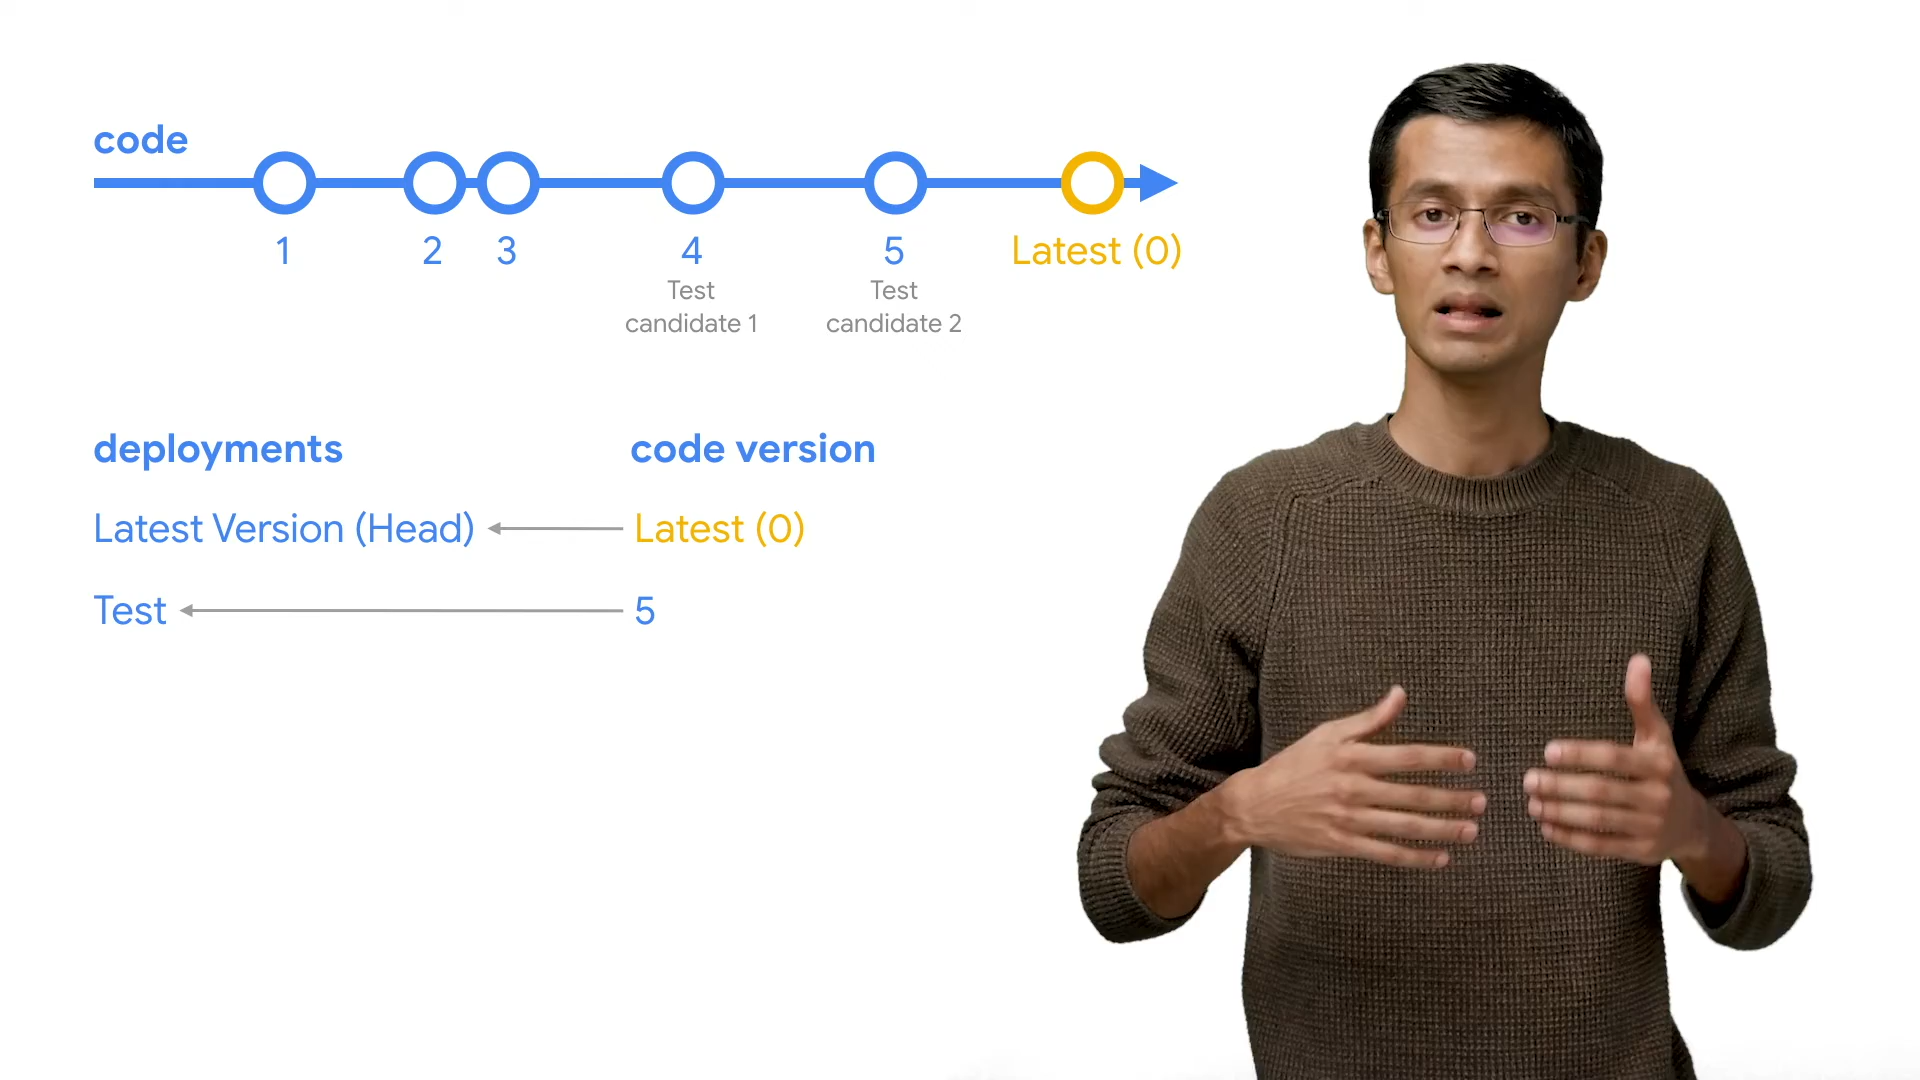 code
1 2 3 4 5 Latest (0)
Test Test
candidate 1 candidate 2
deployments code version
Latest Version (Head) Latest (0)
Test 5